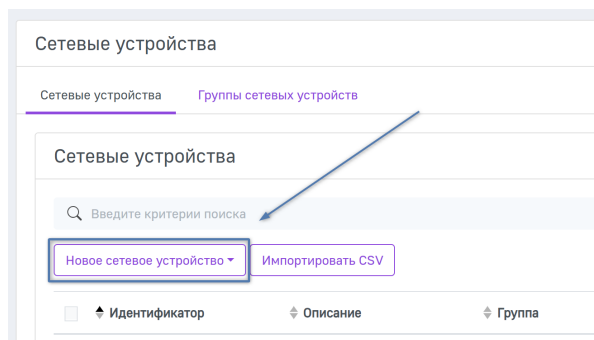 Сетевые устройства
Сетевые устройства Группы сетевых устройств
Сетевые устройства
Введите критерии поиска
Новое сетевое устройство Импортировать CSV
Идентификатор Описание Группа